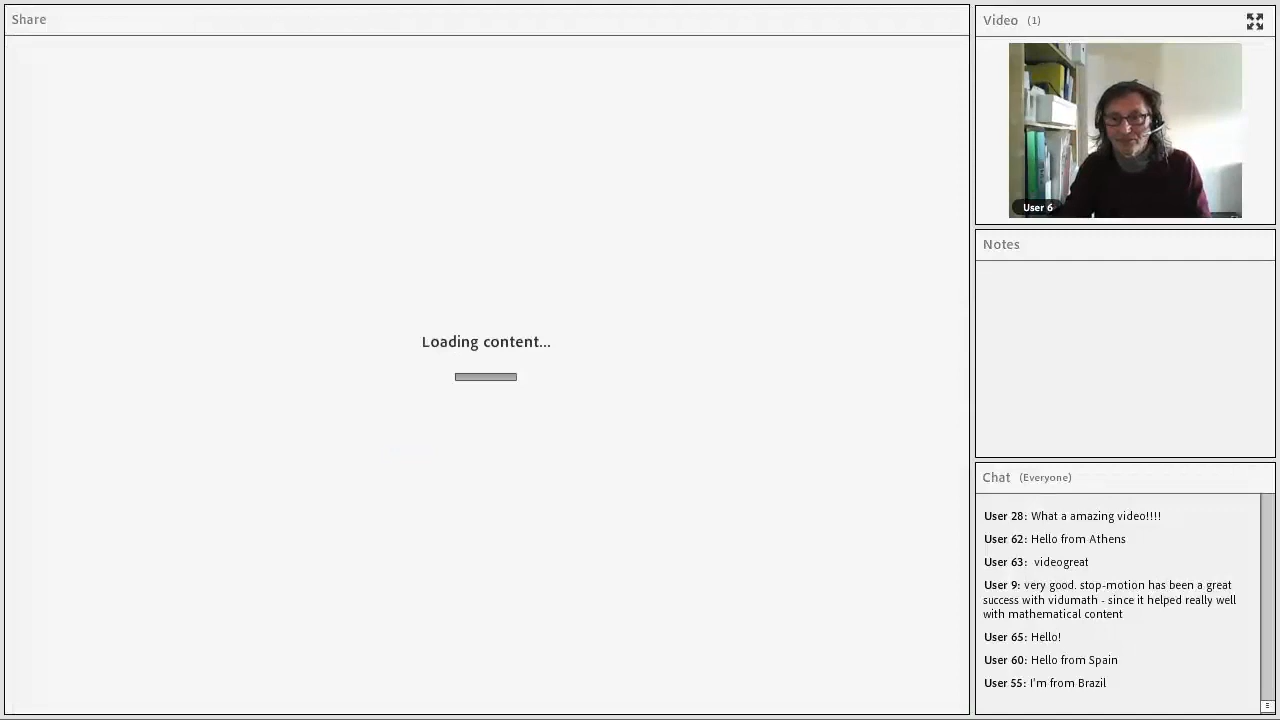 Share
Loading content...
Video (1)
User 6
Notes
Chat (Everyone)
User 28: What a amazing video!!!!
User 62: Hello from Athens
User 63: videogreat
User 9: very good. stop-motion has been a great
success with vidumath - since it helped really well
with mathematical content
User 65: Hello!
User 60: Hello from Spain
User 55: I'm from Brazil